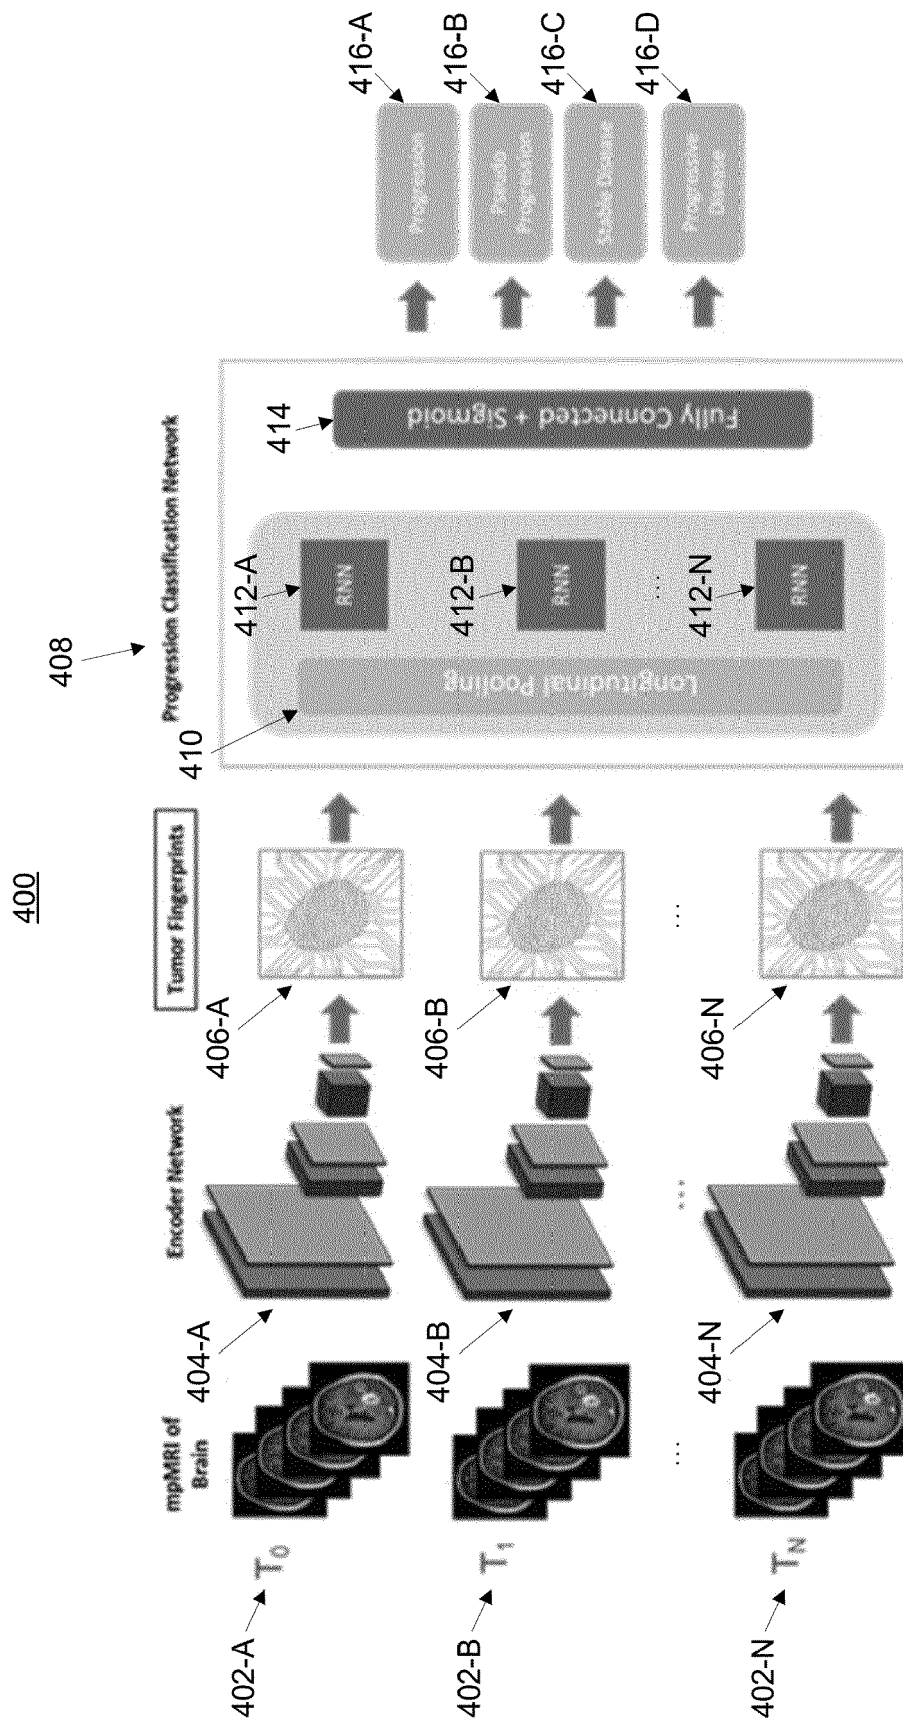 400
408
mpMRI of
Brain
Encoder Network
Tumor Fingerprints
Progression Classification Network
402-A
T0
404-A
406-A
410
412-A
RNN
414
402-B
T1
404-B
406-B
Longitudinal Pooling
412-B
RNN
Fully Connected + Sigmoid
...
...
...
...
402-N
TN
404-N
406-N
412-N
RNN
Progression
416-A
Pseudo
Progression
416-B
Stable Disease
416-C
Progressive
Disease
416-D